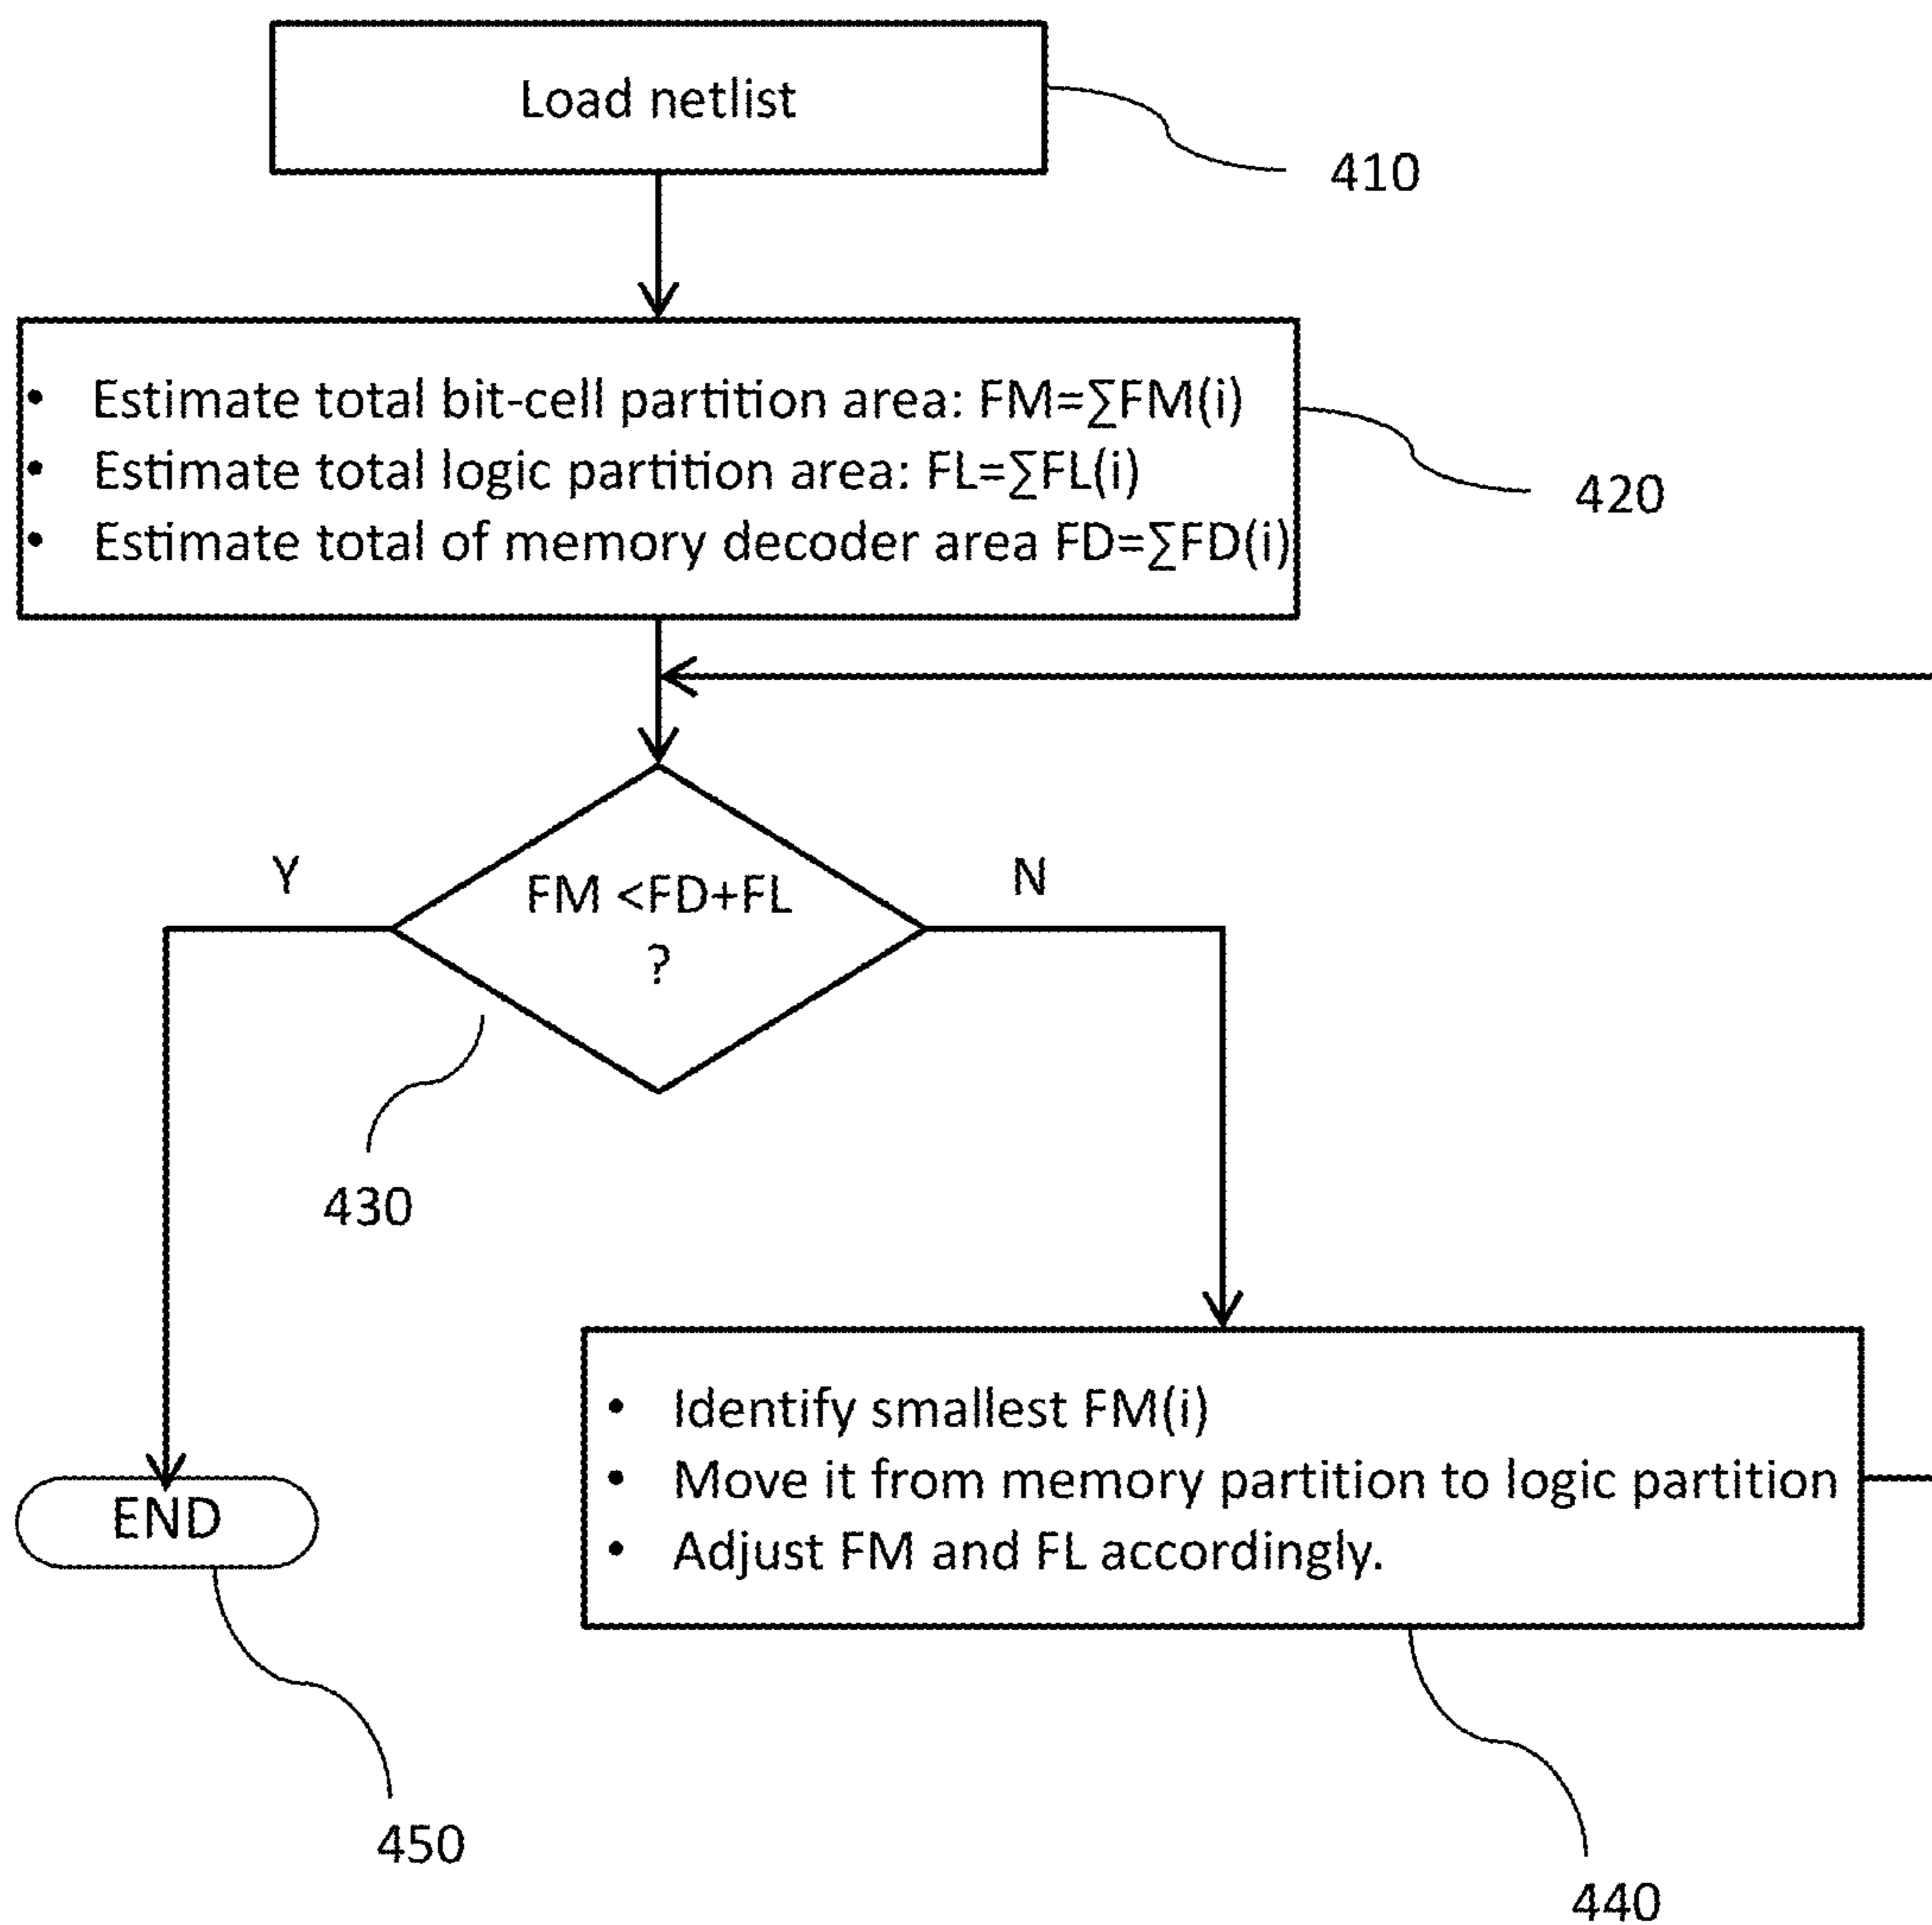 Load netlist
410
• Estimate total bit-cell partition area: FM=∑FM(i)
• Estimate total logic partition area: FL=∑FL(i)
• Estimate total of memory decoder area FD=∑FD(i)
420
Y
FM <FD+FL
?
N
430
• Identify smallest FM(i)
• Move it from memory partition to logic partition
• Adjust FM and FL accordingly.
END
450
440